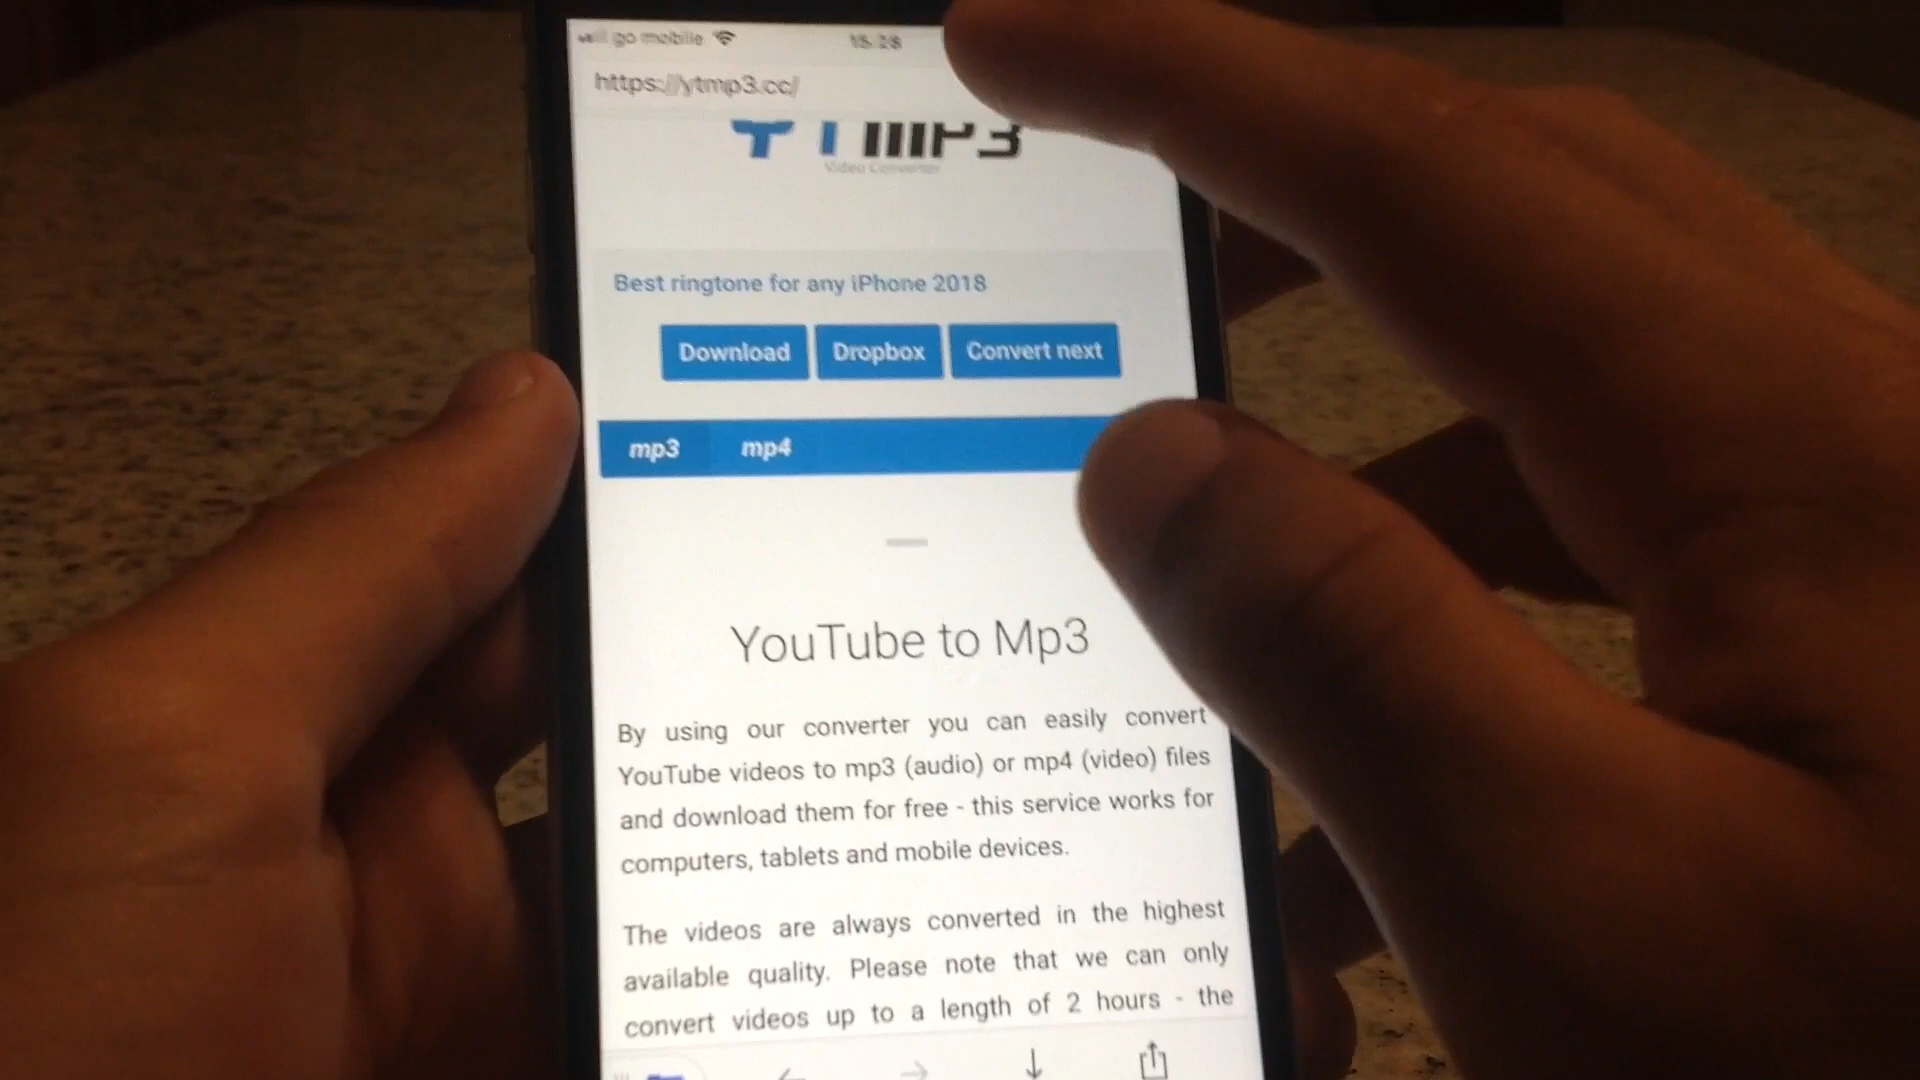 go mobile 15:28
https://ytmp3.cc/
YTMP3
Video Converter
Best ringtone for any iPhone 2018
Download Dropbox Convert next
mp3 mp4
YouTube to Mp3
By using our converter you can easily convert
YouTube videos to mp3 (audio) or mp4 (video) files
and download them for free - this service works for
computers, tablets and mobile devices.
The videos are always converted in the highest
available quality. Please note that we can only
convert videos up to a length of 2 hours - the